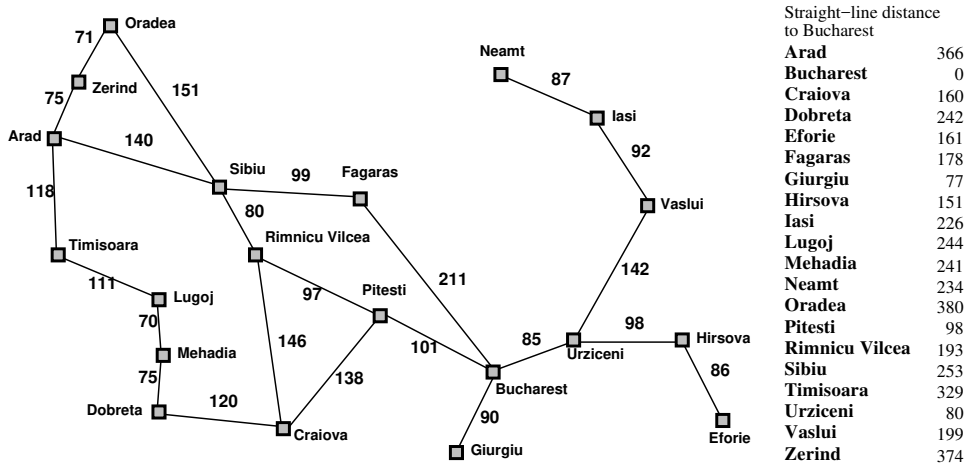 Oradea
71
Neamt
Zerind
87
75
151
Iasi
Arad
140
92
Sibiu
99
Fagaras
118
80
Vaslui
Timisoara
Rimnicu Vilcea
142
111
Lugoj
97
Pitesti
211
70
98
Hirsova
146
85
Mehadia
101
Urziceni
86
75
138
Bucharest
120
90
Dobreta
Craiova
Eforie
Giurgiu
Straight−line distance
to Bucharest
Arad 366
Bucharest 0
Craiova 160
Dobreta 242
Eforie 161
Fagaras 178
Giurgiu 77
Hirsova 151
Iasi 226
Lugoj 244
Mehadia 241
Neamt 234
Oradea 380
Pitesti 98
Rimnicu Vilcea 193
Sibiu 253
Timisoara 329
Urziceni 80
Vaslui 199
Zerind 374